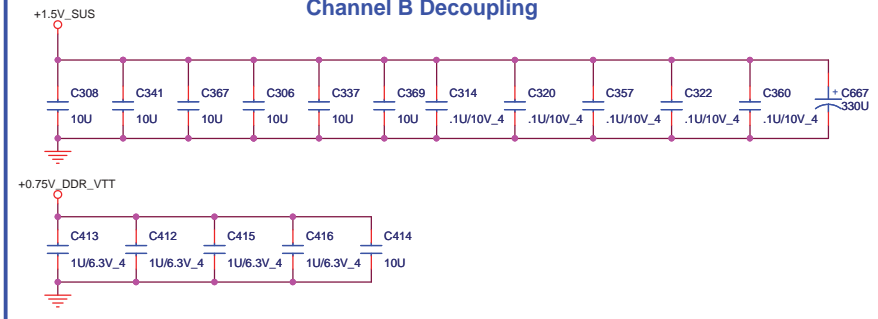 Channel B Decoupling
+1.5V_SUS
C308 C341 C367 C306 C337 C369 C314 C320 C357 C322 C360 + C667
10U 10U 10U 10U 10U 10U .1U/10V_4 .1U/10V_4 .1U/10V_4 .1U/10V_4 .1U/10V_4 330U
+0.75V_DDR_VTT
C413 C412 C415 C416 C414
1U/6.3V_4 1U/6.3V_4 1U/6.3V_4 1U/6.3V_4 10U